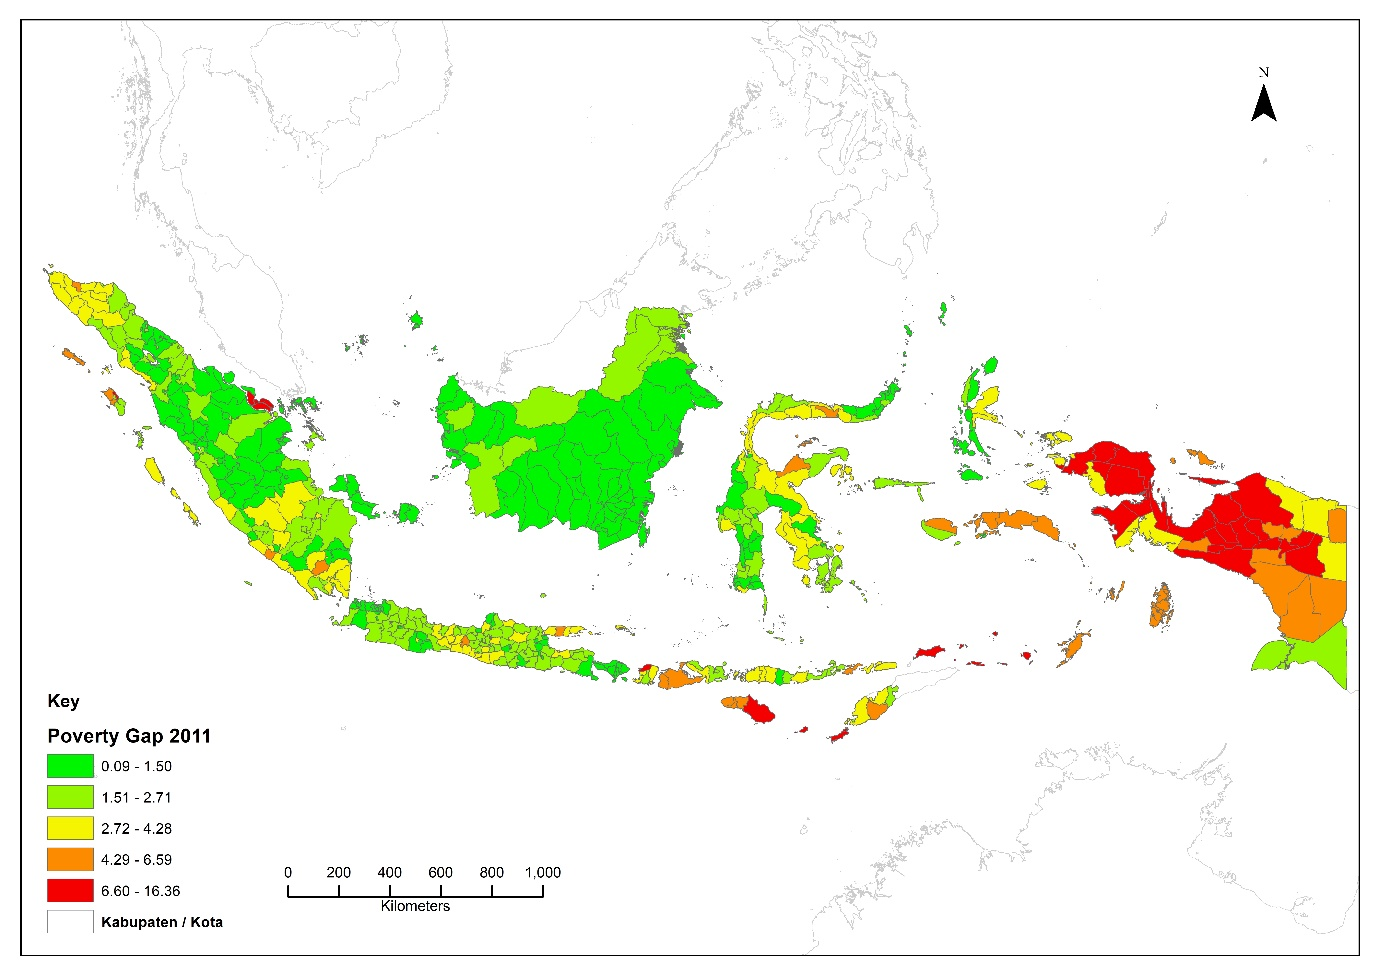 N
Key
Poverty Gap 2011
0.09 - 1.50
1.51 - 2.71
2.72 - 4.28
4.29 - 6.59
6.60 - 16.36
Kabupaten / Kota
0 200 400 600 800 1,000
Kilometers